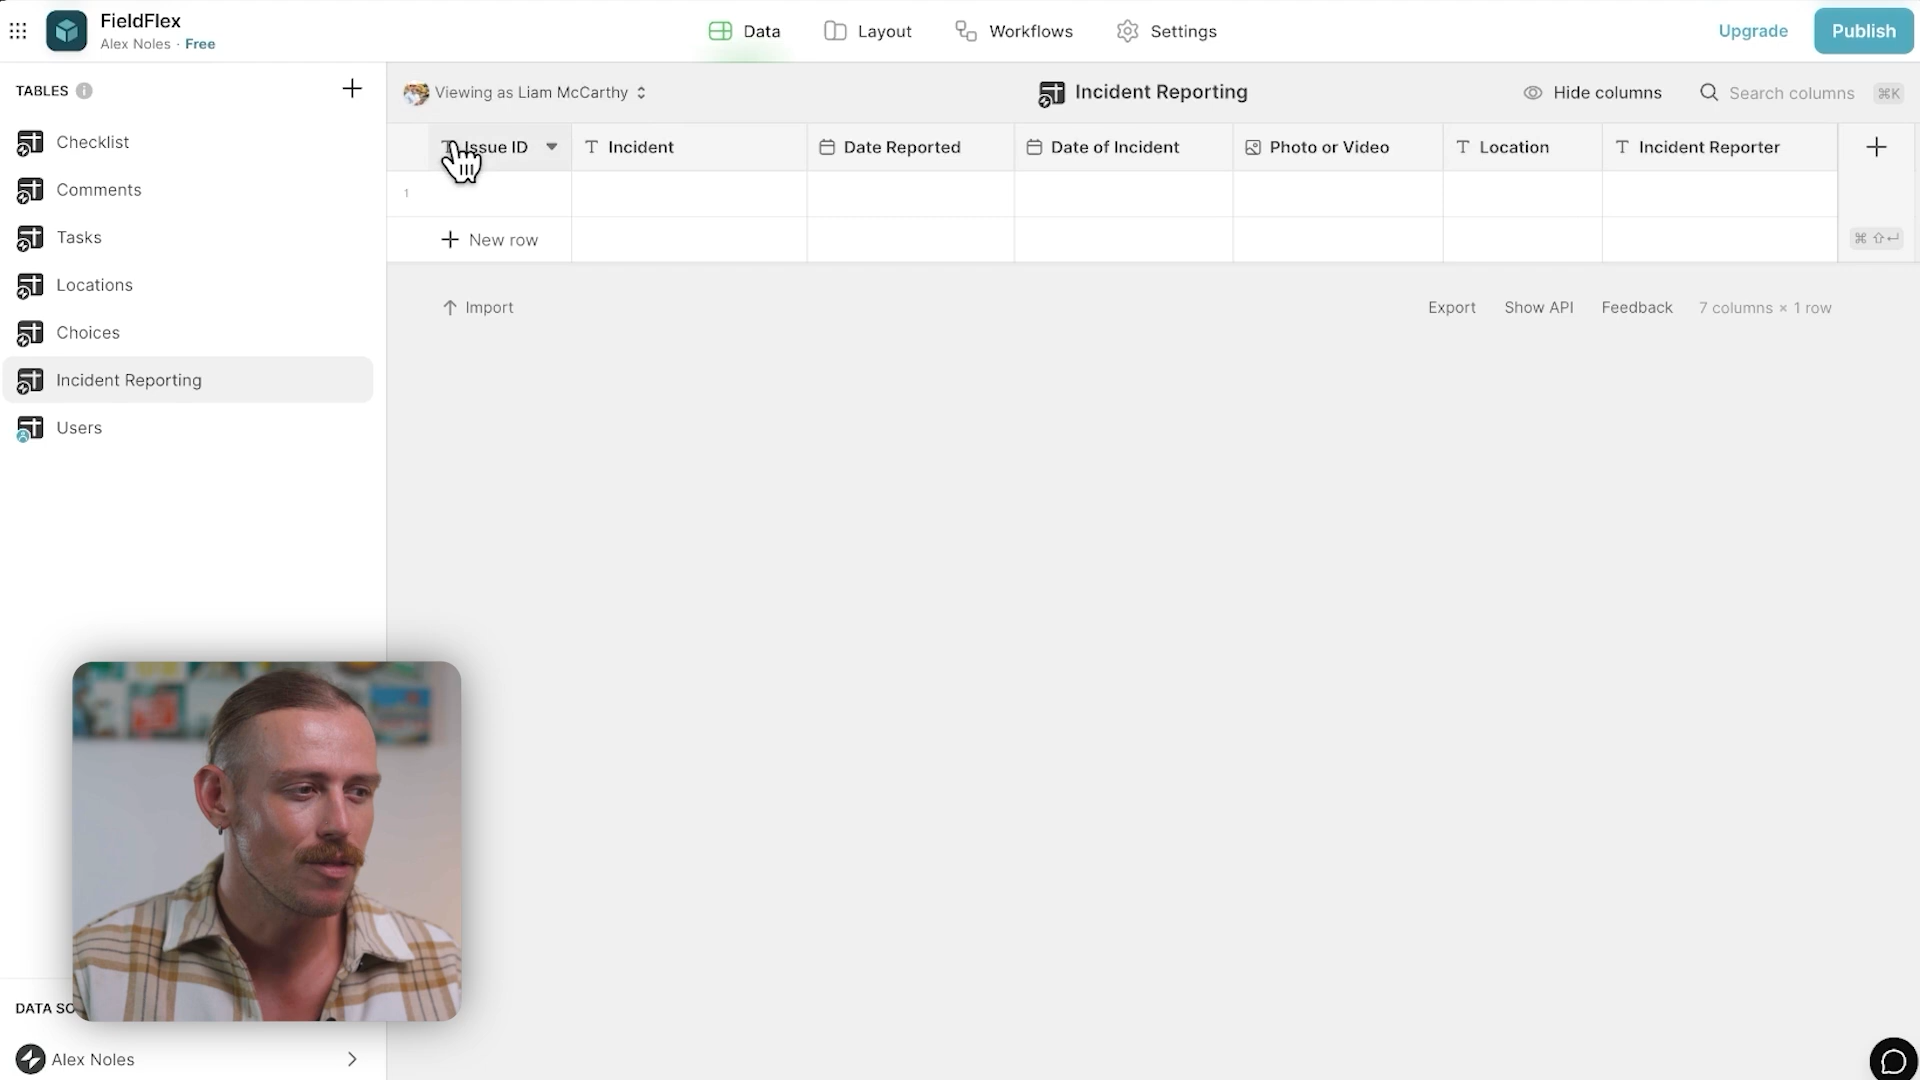 FieldFlex
Alex Noles · Free
Data
Layout
Workflows
Settings
Upgrade
Publish
TABLES
Viewing as Liam McCarthy
Incident Reporting
Hide columns
Search columns
⌘K
Checklist
Comments
Tasks
Locations
Choices
Incident Reporting
Users
Issue ID
Incident
Date Reported
Date of Incident
Photo or Video
Location
Incident Reporter
1
New row
⌘ ⇧ ↵
Import
Export
Show API
Feedback
7 columns × 1 row
DATA
Alex Noles